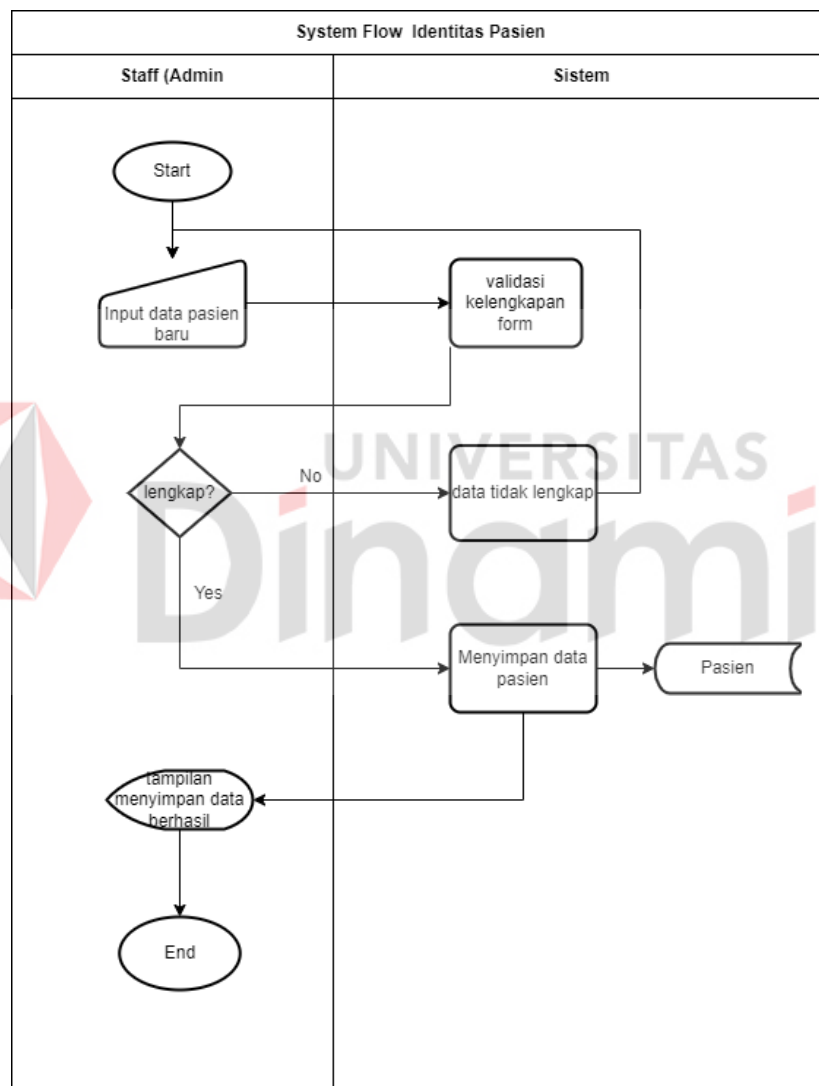 System Flow Identitas Pasien
Staff (Admin
Sistem
Start
Input data pasien
baru
validasi
kelengkapan
form
lengkap?
No
data tidak lengkap
Yes
Menyimpan data
pasien
Pasien
tampilan
menyimpan data
berhasil
End
UNIVERSITAS
Dinami